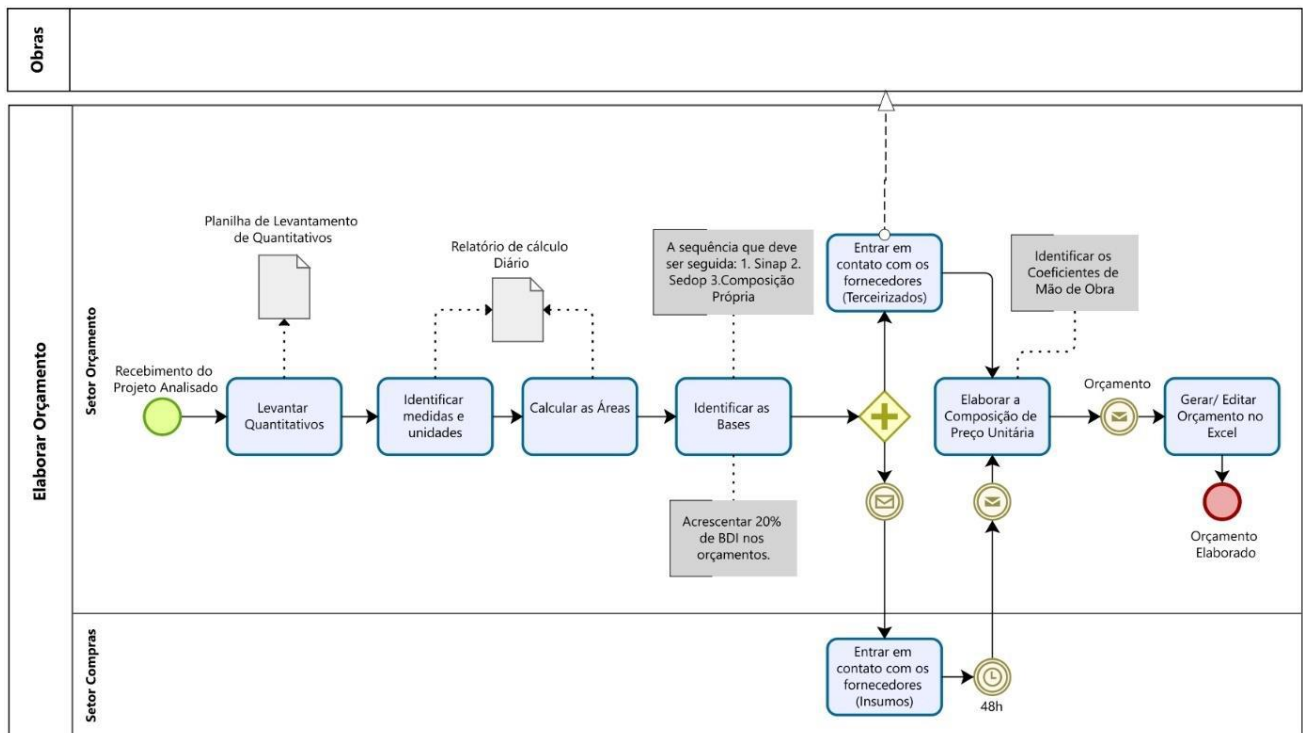 Obras
Elaborar Orçamento
Setor Orçamento
Recebimento do
Projeto Analisado
Planilha de Levantamento
de Quantitativos
Levantar
Quantitativos
Relatório de cálculo
Diário
Identificar
medidas e
unidades
Calcular as Áreas
A sequência que deve
ser seguida: 1. Sinap 2.
Sedop 3.Composição
Própria
Identificar as
Bases
Acrescentar 20%
de BDI nos
orçamentos.
Entrar em
contato com os
fornecedores
(Terceirizados)
Identificar os
Coeficientes de
Mão de Obra
Elaborar a
Composição de
Preço Unitária
Orçamento
Gerar/ Editar
Orçamento no
Excel
Orçamento
Elaborado
Setor Compras
Entrar em
contato com os
fornecedores
(Insumos)
48h